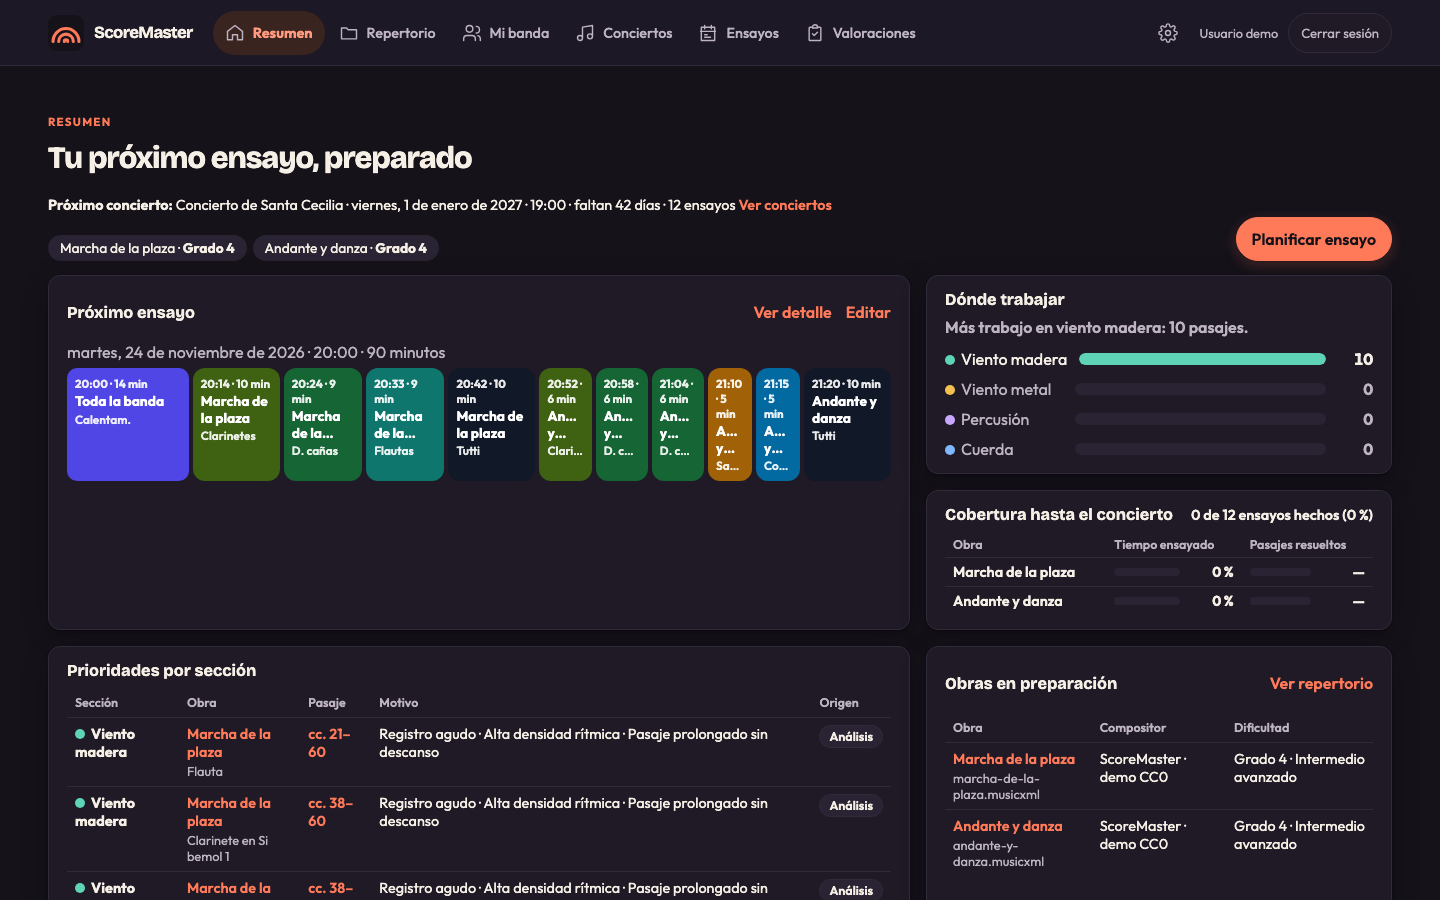 ScoreMaster
Resumen
Repertorio
Mi banda
Conciertos
Ensayos
Valoraciones
Usuario demo
Cerrar sesión
RESUMEN
Tu próximo ensayo, preparado
Próximo concierto: Concierto de Santa Cecilia · viernes, 1 de enero de 2027 · 19:00 · faltan 42 días · 12 ensayos Ver conciertos
Marcha de la plaza · Grado 4
Andante y danza · Grado 4
Planificar ensayo
Próximo ensayo
Ver detalle
Editar
martes, 24 de noviembre de 2026 · 20:00 · 90 minutos
20:00 · 14 min
Toda la banda
Calentam.
20:14 · 10 min
Marcha de
la plaza
Clarinetes
20:24 · 9
min
Marcha
de la...
D. cañas
20:33 · 9
min
Marcha
de la...
Flautas
20:42 · 10
min
Marcha de
la plaza
Tutti
20:52 ·
6 min
An...
y...
Clari...
20:58 ·
6 min
An...
y...
D. c...
21:04 ·
6 min
An...
y...
D. c...
21:10
· 5
min
A...
y...
Sa...
21:15
· 5
min
A...
y...
Co...
21:20 · 10 min
Andante y
danza
Tutti
Dónde trabajar
Más trabajo en viento madera: 10 pasajes.
Viento madera 10
Viento metal 0
Percusión 0
Cuerda 0
Cobertura hasta el concierto
0 de 12 ensayos hechos (0 %)
Obra Tiempo ensayado Pasajes resueltos
Marcha de la plaza 0 % —
Andante y danza 0 % —
Prioridades por sección
Sección Obra Pasaje Motivo Origen
Viento
madera
Marcha de la
plaza
Flauta
cc. 21–
60
Registro agudo · Alta densidad rítmica · Pasaje prolongado sin
descanso
Análisis
Viento
madera
Marcha de la
plaza
Clarinete en Si
bemol 1
cc. 38–
60
Registro agudo · Alta densidad rítmica · Pasaje prolongado sin
descanso
Análisis
Viento
Marcha de la
cc. 38–
Registro agudo · Alta densidad rítmica · Pasaje prolongado sin
Análisis
Obras en preparación
Ver repertorio
Obra Compositor Dificultad
Marcha de la plaza
marcha-de-la-
plaza.musicxml
ScoreMaster ·
demo CC0
Grado 4 · Intermedio
avanzado
Andante y danza
andante-y-
danza.musicxml
ScoreMaster ·
demo CC0
Grado 4 · Intermedio
avanzado